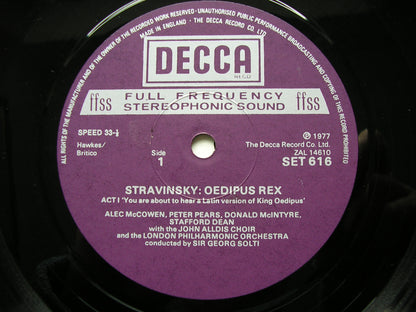 ALL RIGHTS OF THE MANUFACTURER AND OF THE OWNER OF THE RECORDED WORK RESERVED · UNAUTHORISED PUBLIC PERFORMANCE BROADCASTING AND COPYING OF THIS RECORD PROHIBITED
MADE IN ENGLAND · THE DECCA RECORD CO. LTD.
DECCA
RECORD
ffss FULL FREQUENCY ffss
STEREOPHONIC SOUND
SPEED 33-⅓
Ⓟ 1977
Hawkes/
Britico
Side
1
The Decca Record Co. Ltd.
ZAL 14610
SET 616
STRAVINSKY: OEDIPUS REX
ACT I 'You are about to hear a Latin version of King Oedipus'
ALEC McCOWEN, PETER PEARS, DONALD McINTYRE,
STAFFORD DEAN
with the JOHN ALLDIS CHOIR
and the LONDON PHILHARMONIC ORCHESTRA
conducted by SIR GEORG SOLTI